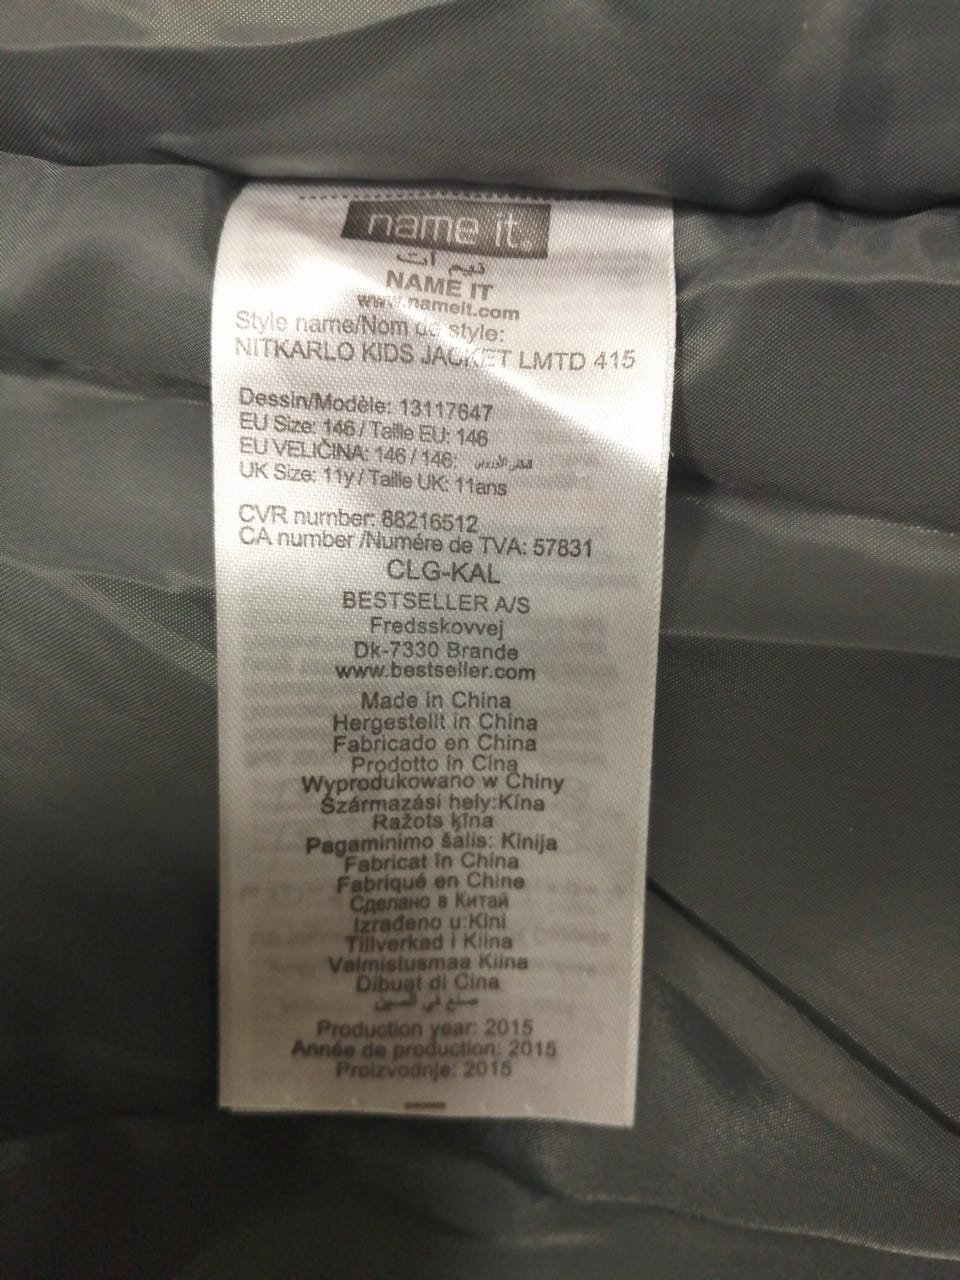 name it.
نيم ات
NAME IT
www.nameit.com
Style name/Nom de style:
NITKARLO KIDS JACKET LMTD 415
Dessin/Modèle: 13117647
EU Size: 146 / Taille EU: 146
EU VELIČINA: 146 / 146:
UK Size: 11y / Taille UK: 11ans
CVR number: 88216512
CA number /Numére de TVA: 57831
CLG-KAL
BESTSELLER A/S
Fredsskovvej
Dk-7330 Brande
www.bestseller.com
Made in China
Hergestellt in China
Fabricado en China
Prodotto in Cina
Wyprodukowano w Chiny
Származási hely:Kína
Ražots ķīna
Pagaminimo šalis: Kinija
Fabricat în China
Fabriqué en Chine
Сделано в Китай
Izrađeno u:Kini
Tillverkad i Kiina
Valmistusmaa Kiina
Dibuat di Cina
صنع في الصين
Production year: 2015
Année de production: 2015
Proizvodnje: 2015